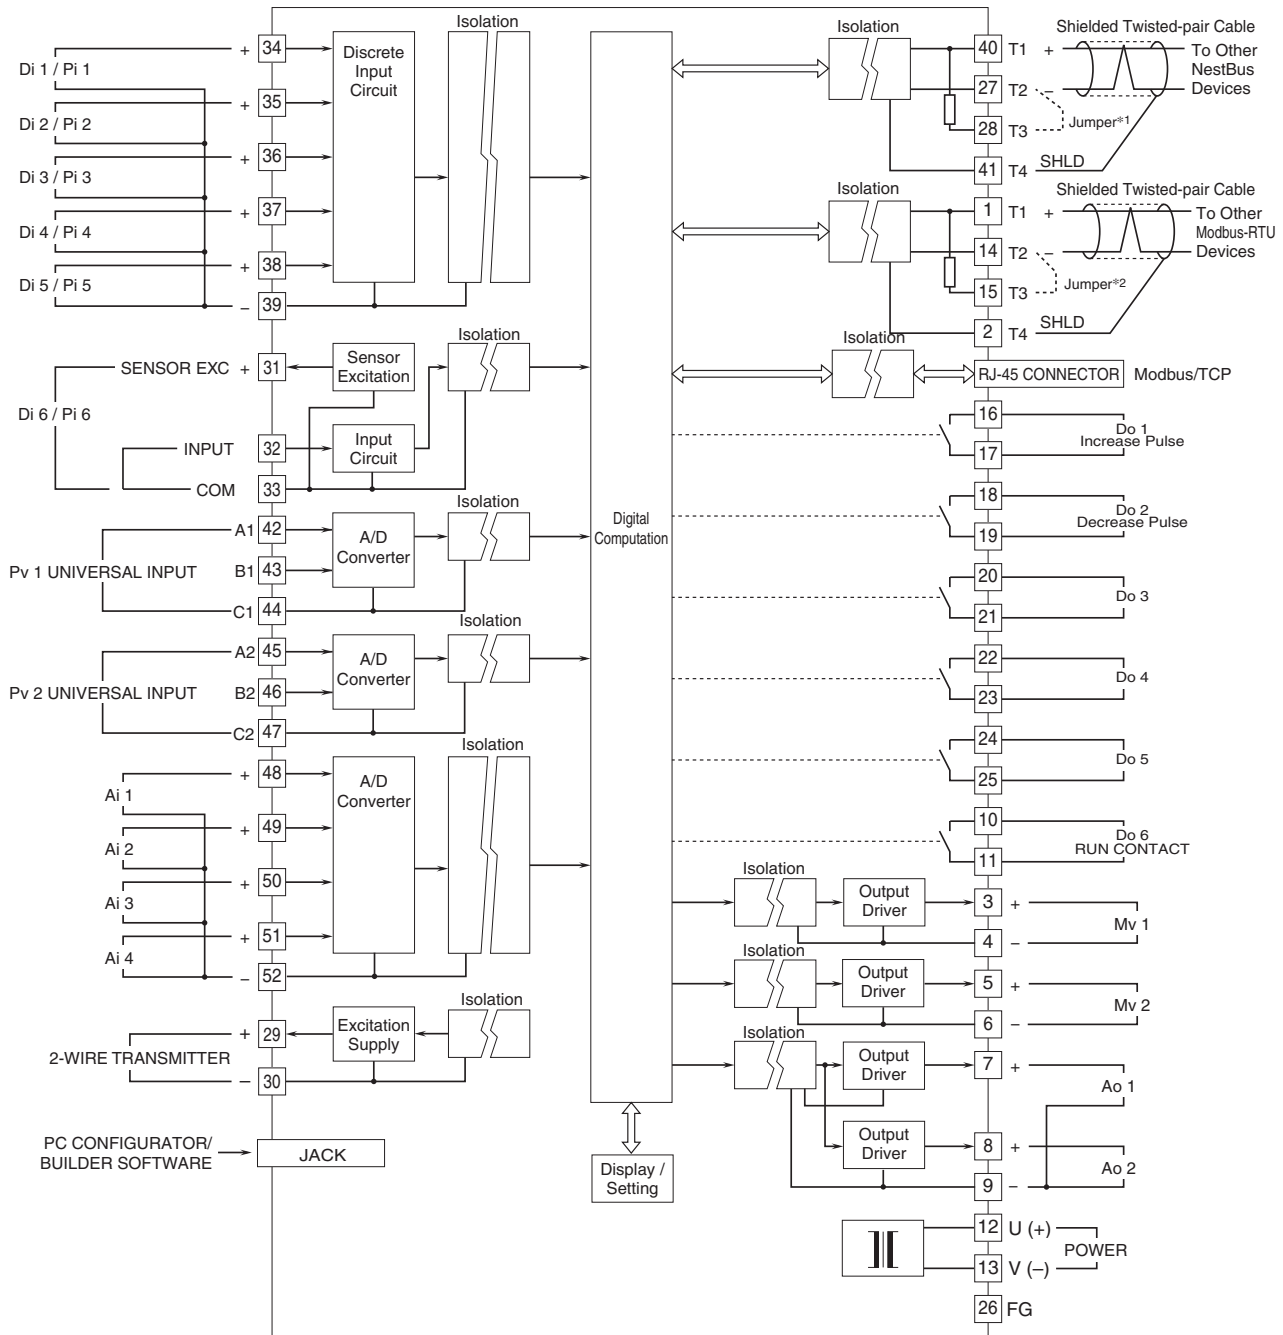 Isolation
Isolation
Shielded Twisted-pair Cable
Di 1 / Pi 1
+ 34
Discrete
Input
Circuit
40 T1 +
To Other
NestBus
Devices
Di 2 / Pi 2
+ 35
27 T2 –
Jumper*1
28 T3
Di 3 / Pi 3
+ 36
41 T4 SHLD
Isolation
Shielded Twisted-pair Cable
Di 4 / Pi 4
+ 37
1 T1 +
To Other
Modbus-RTU
Devices
14 T2 –
Di 5 / Pi 5
+ 38
– 39
Jumper*2
15 T3
2 T4 SHLD
Isolation
Isolation
SENSOR EXC + 31
Sensor
Excitation
RJ-45 CONNECTOR Modbus/TCP
Di 6 / Pi 6
INPUT 32
Input
Circuit
COM 33
16
Do 1
Increase Pulse
17
Isolation
A1 42
A/D
Converter
Pv 1 UNIVERSAL INPUT
B1 43
C1 44
Digital
Computation
18
Do 2
Decrease Pulse
19
20
Do 3
21
Isolation
A2 45
A/D
Converter
Pv 2 UNIVERSAL INPUT
B2 46
C2 47
22
Do 4
23
Isolation
Ai 1
+ 48
A/D
Converter
24
Do 5
25
Ai 2
+ 49
10
Do 6
RUN CONTACT
11
Ai 3
+ 50
Ai 4
+ 51
– 52
Isolation
Output
Driver
3 +
Mv 1
4 –
Isolation
Output
Driver
5 +
Mv 2
6 –
Isolation
+ 29
Excitation
Supply
2-WIRE TRANSMITTER
– 30
Isolation
Output
Driver
7 +
Ao 1
PC CONFIGURATOR/
BUILDER SOFTWARE
JACK
Display /
Setting
Output
Driver
8 +
Ao 2
9 –
12 U (+)
POWER
13 V (–)
26 FG